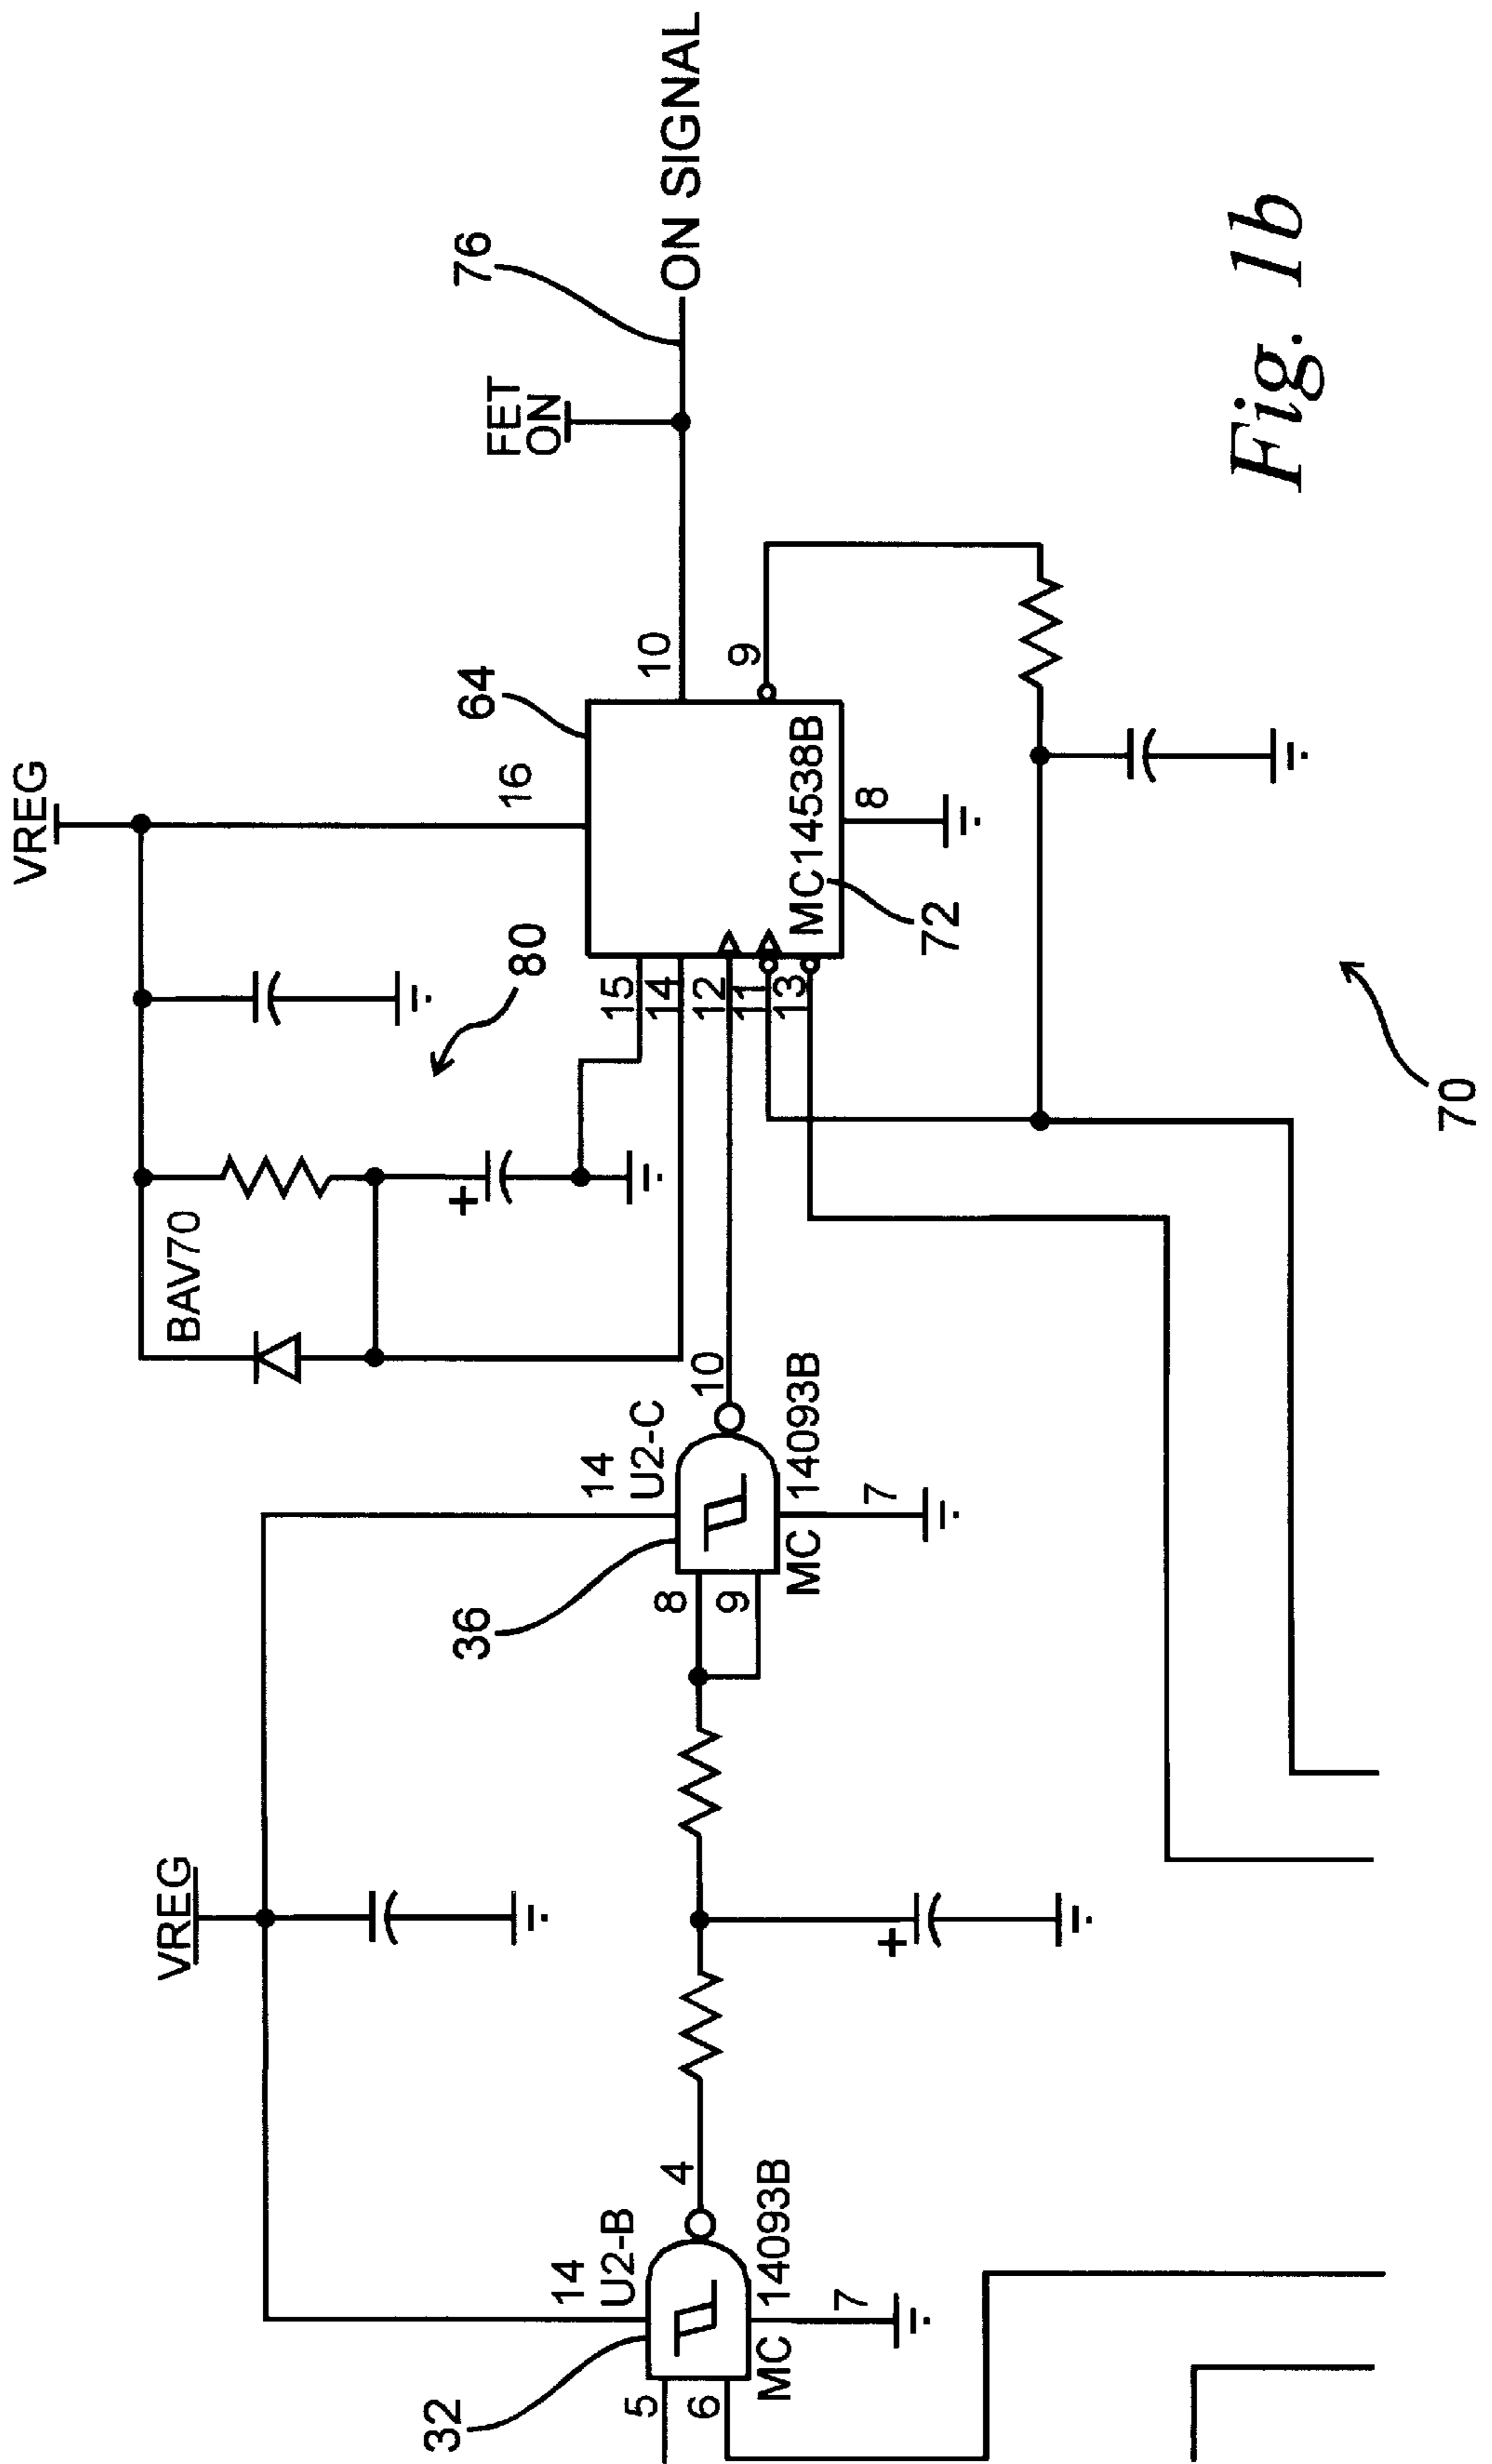 VREG
VREG
BAV70
80
16
64
FET
ON
76
ON SIGNAL
15
14
12
11
13
10
9
MC14538B
72
8
36
14
U2-C
8
9
10
MC 14093B
7
32
14
U2-B
5
6
4
MC 14093B
7
+
+
70
Fig. 1b